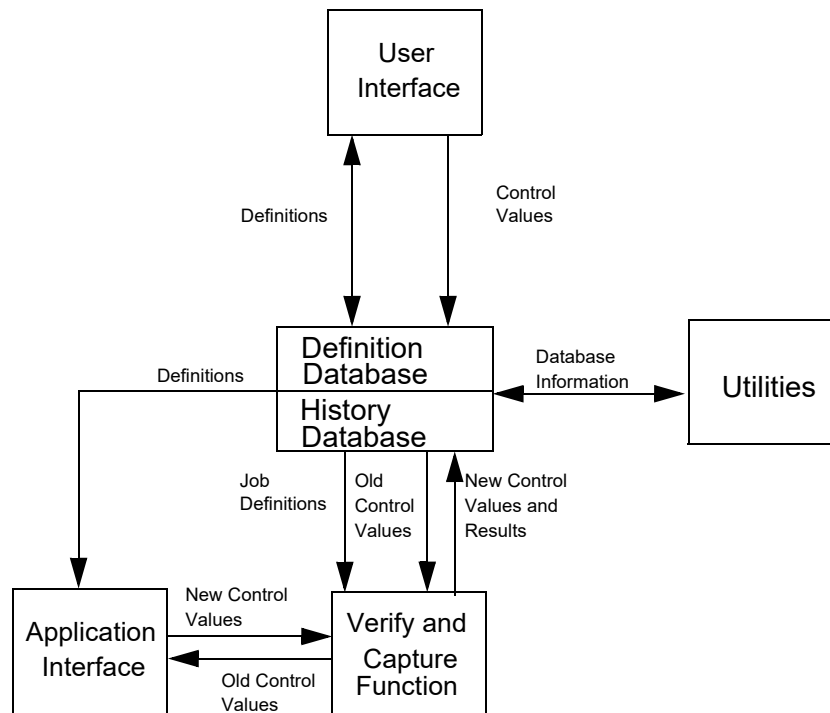 User
Interface
Definitions
Control
Values
Definition
Database
History
Database
Definitions
Database
Information
Utilities
Job
Definitions
Old
Control
Values
New Control
Values and
Results
New Control
Values
Application
Interface
Verify and
Capture
Function
Old Control
Values